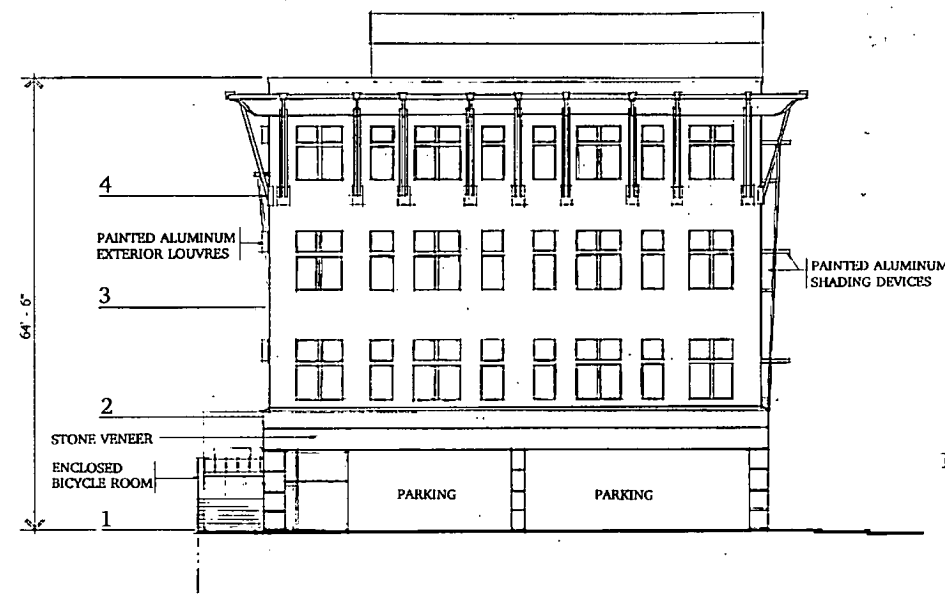 4
PAINTED ALUMINUM
EXTERIOR LOUVRES
PAINTED ALUMINUM
SHADING DEVICES
3
64' - 6"
2
STONE VENEER
ENCLOSED
BICYCLE ROOM
PARKING
PARKING
1